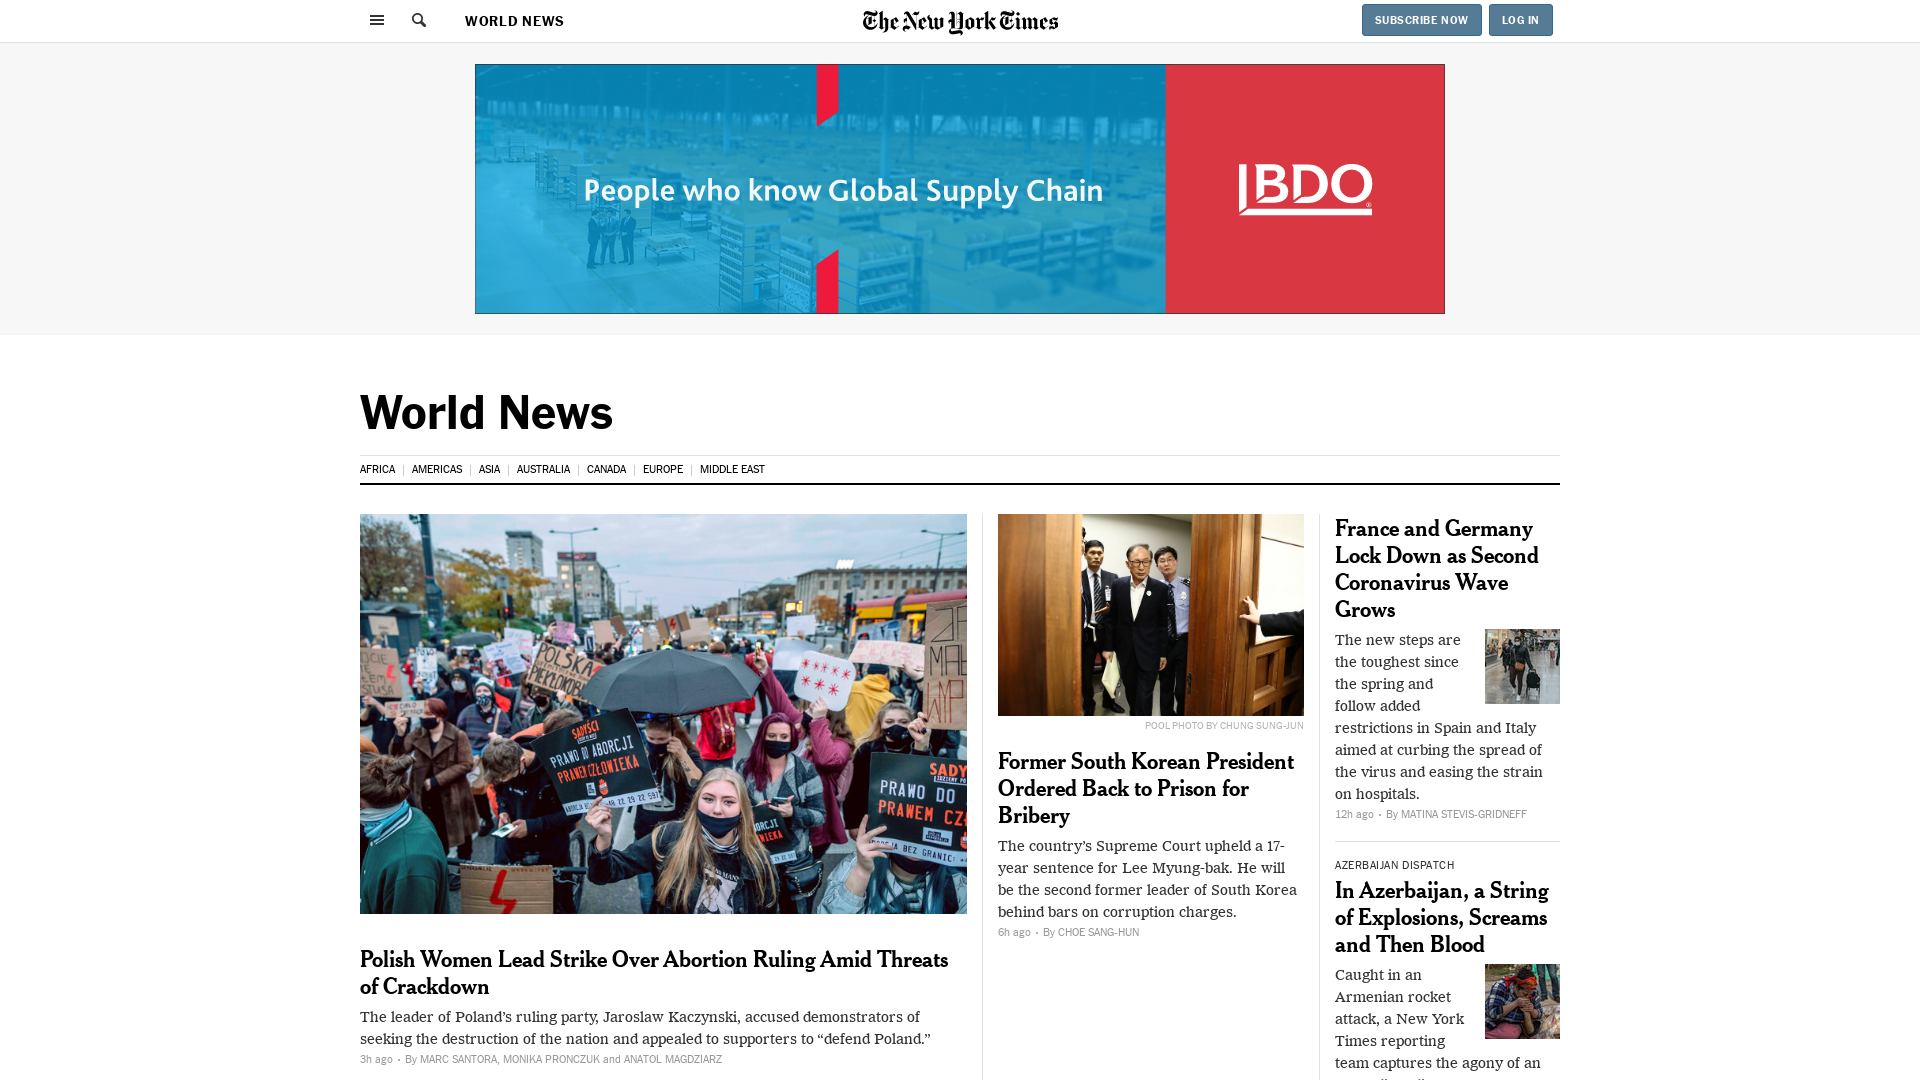 WORLD NEWS
The New York Times
SUBSCRIBE NOW
LOG IN
People who know Global Supply Chain
BDO
World News
AFRICA
AMERICAS
ASIA
AUSTRALIA
CANADA
EUROPE
MIDDLE EAST
POLSKA
SADYŚCI
PRAWO DO ABORCJI
PRAWEM CZŁOWIEKA
PRAWO DO
Polish Women Lead Strike Over Abortion Ruling Amid Threats
of Crackdown
The leader of Poland’s ruling party, Jaroslaw Kaczynski, accused demonstrators of
seeking the destruction of the nation and appealed to supporters to “defend Poland.”
3h ago • By MARC SANTORA, MONIKA PRONCZUK and ANATOL MAGDZIARZ
POOL PHOTO BY CHUNG SUNG-JUN
Former South Korean President
Ordered Back to Prison for
Bribery
The country’s Supreme Court upheld a 17-
year sentence for Lee Myung-bak. He will
be the second former leader of South Korea
behind bars on corruption charges.
6h ago • By CHOE SANG-HUN
France and Germany
Lock Down as Second
Coronavirus Wave
Grows
The new steps are
the toughest since
the spring and
follow added
restrictions in Spain and Italy
aimed at curbing the spread of
the virus and easing the strain
on hospitals.
12h ago • By MATINA STEVIS-GRIDNEFF
AZERBAIJAN DISPATCH
In Azerbaijan, a String
of Explosions, Screams
and Then Blood
Caught in an
Armenian rocket
attack, a New York
Times reporting
team captures the agony of an